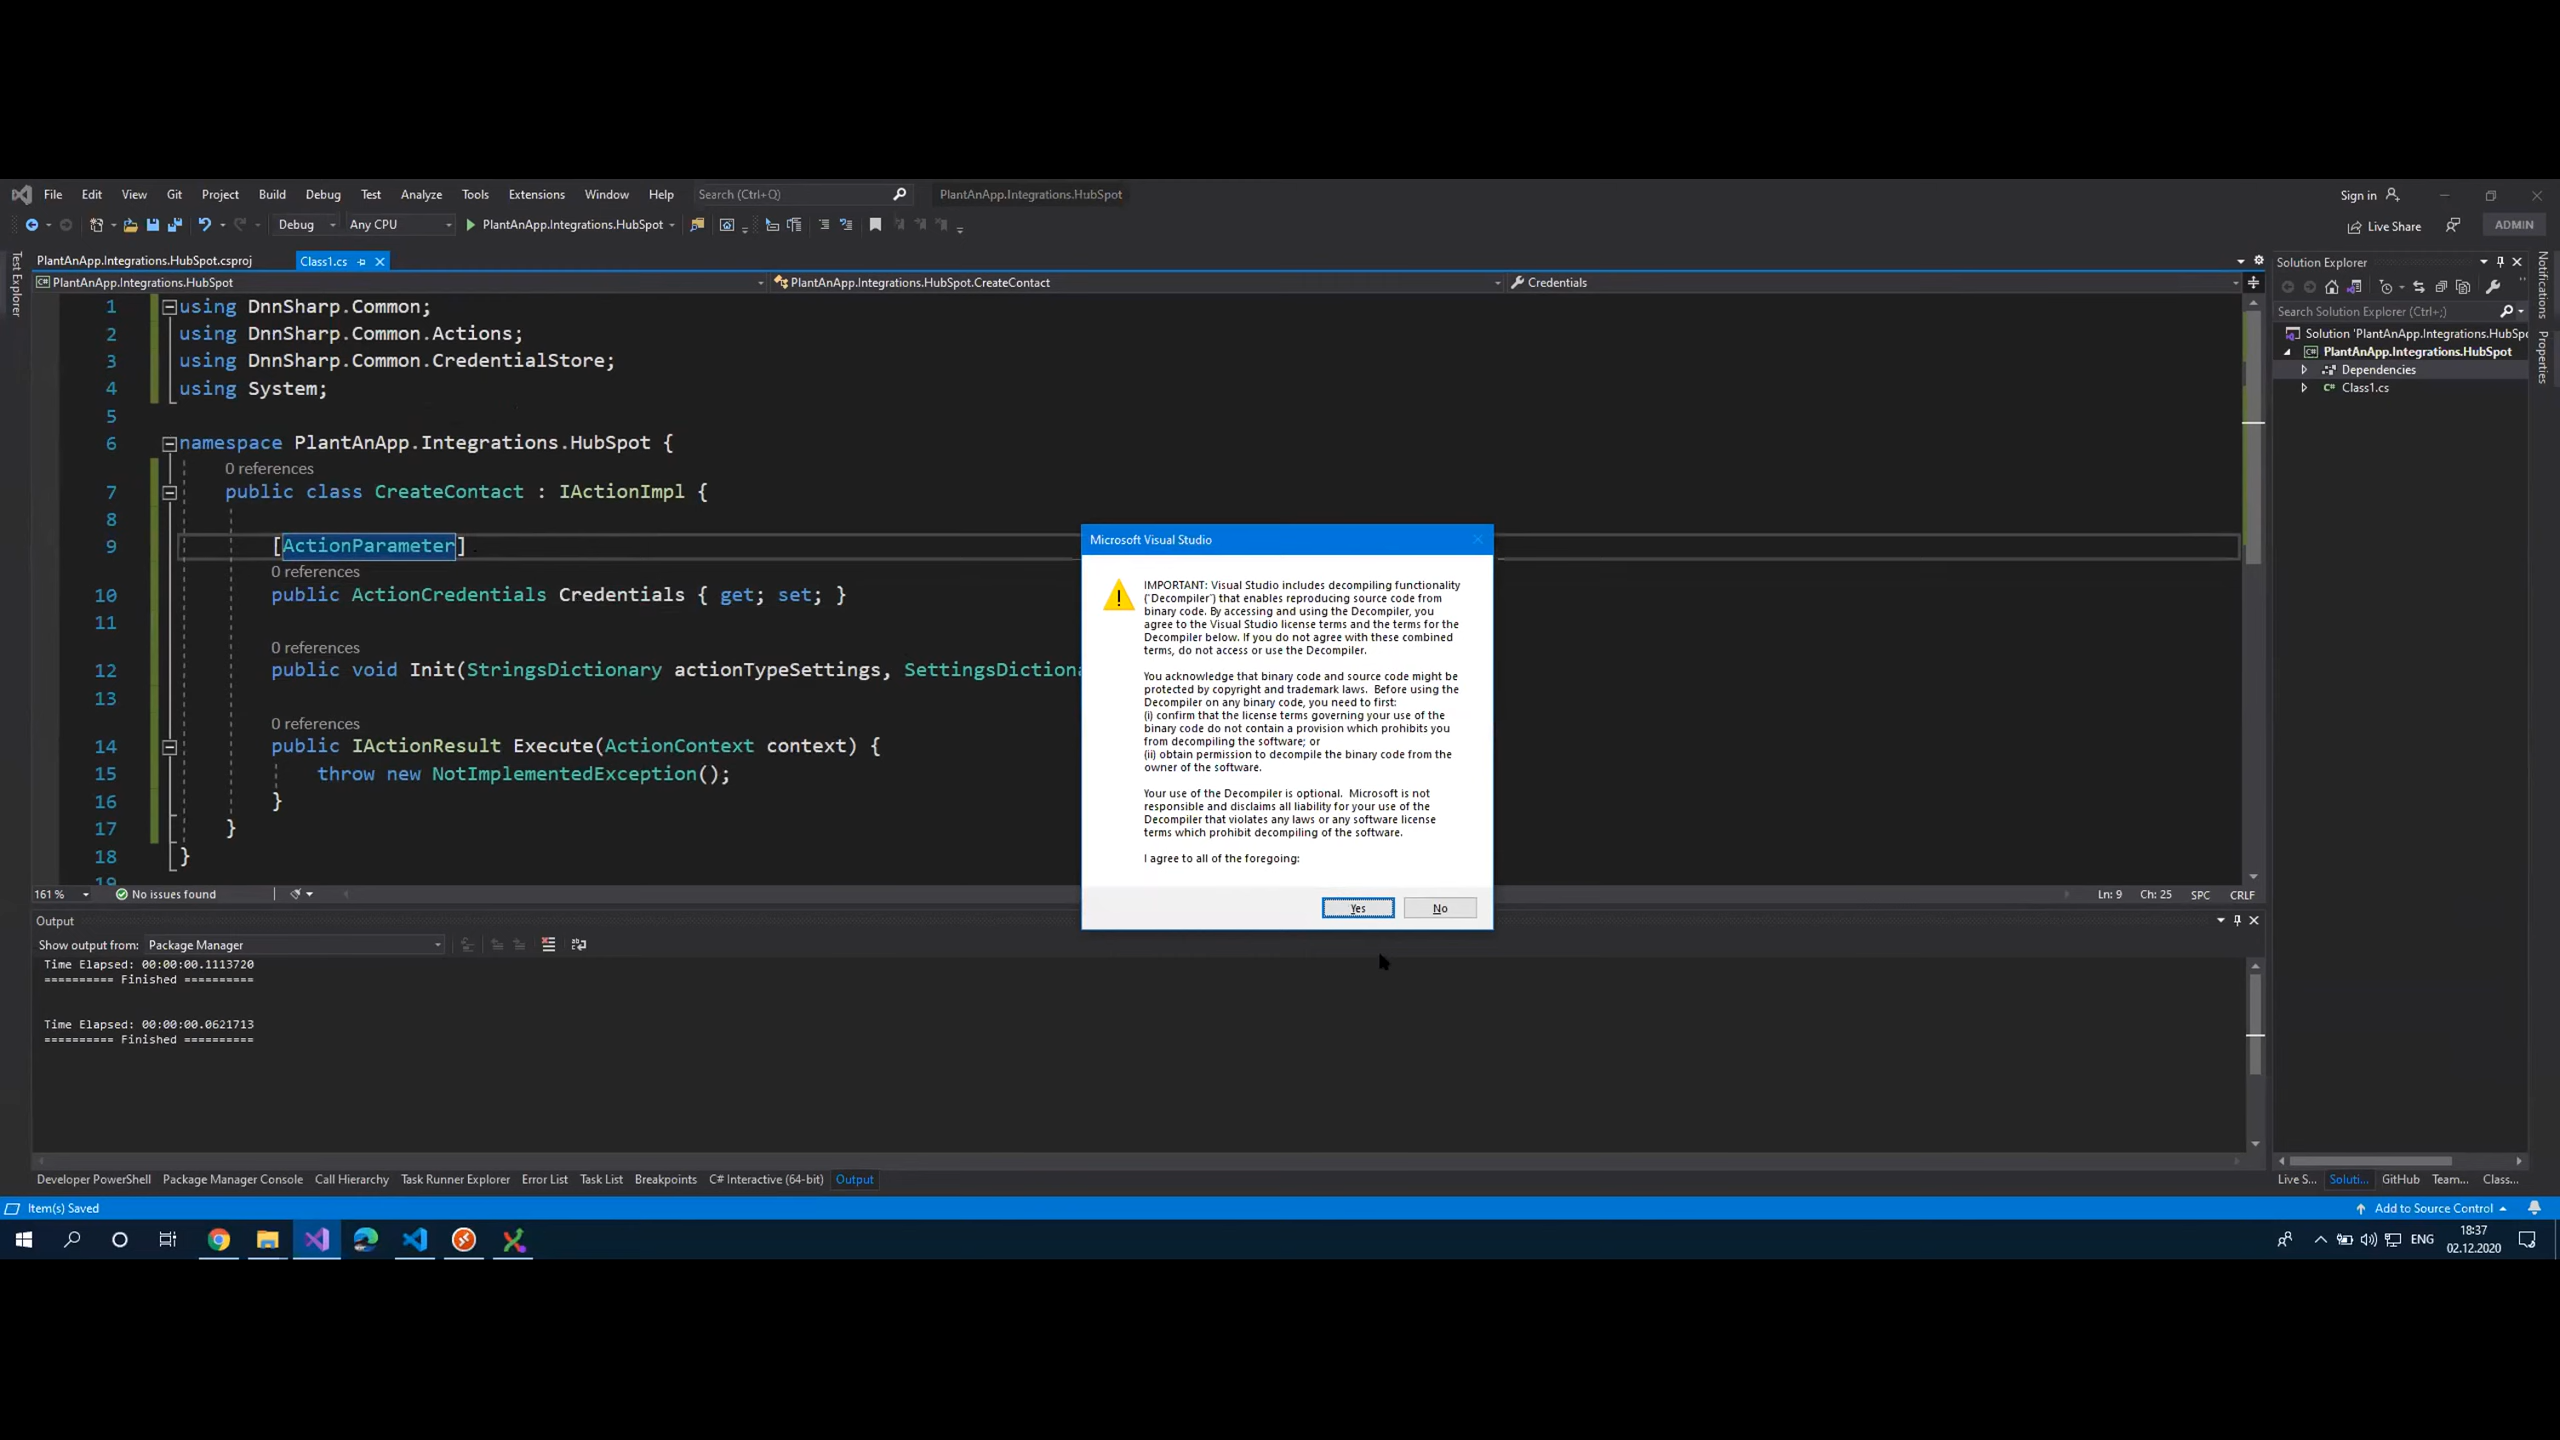 File Edit View Git Project Build Debug Test Analyze Tools Extensions Window Help Search (Ctrl+Q) PlantAnApp.Integrations.HubSpot Sign in
Debug Any CPU PlantAnApp.Integrations.HubSpot Live Share ADMIN
Test Explorer
PlantAnApp.Integrations.HubSpot.csproj Class1.cs
PlantAnApp.Integrations.HubSpot PlantAnApp.Integrations.HubSpot.CreateContact Credentials
1 using DnnSharp.Common;
2 using DnnSharp.Common.Actions;
3 using DnnSharp.Common.CredentialStore;
4 using System;
5
6 namespace PlantAnApp.Integrations.HubSpot {
0 references
7 public class CreateContact : IActionImpl {
8
9 [ActionParameter]
0 references
10 public ActionCredentials Credentials { get; set; }
11
0 references
12 public void Init(StringsDictionary actionTypeSettings, SettingsDictiona
13
0 references
14 public IActionResult Execute(ActionContext context) {
15 throw new NotImplementedException();
16 }
17 }
18 }
19
161 % No issues found Ln: 9 Ch: 25 SPC CRLF
Microsoft Visual Studio
IMPORTANT: Visual Studio includes decompiling functionality
("Decompiler") that enables reproducing source code from
binary code. By accessing and using the Decompiler, you
agree to the Visual Studio license terms and the terms for the
Decompiler below. If you do not agree with these combined
terms, do not access or use the Decompiler.
You acknowledge that binary code and source code might be
protected by copyright and trademark laws. Before using the
Decompiler on any binary code, you need to first:
(i) confirm that the license terms governing your use of the
binary code do not contain a provision which prohibits you
from decompiling the software; or
(ii) obtain permission to decompile the binary code from the
owner of the software.
Your use of the Decompiler is optional. Microsoft is not
responsible and disclaims all liability for your use of the
Decompiler that violates any laws or any software license
terms which prohibit decompiling of the software.
I agree to all of the foregoing:
Yes No
Solution Explorer
Search Solution Explorer (Ctrl+;)
Solution 'PlantAnApp.Integrations.HubSpo
PlantAnApp.Integrations.HubSpot
Dependencies
C# Class1.cs
Notifications
Properties
Output
Show output from: Package Manager
Time Elapsed: 00:00:00.1113720
========== Finished ==========
Time Elapsed: 00:00:00.0621713
========== Finished ==========
Developer PowerShell Package Manager Console Call Hierarchy Task Runner Explorer Error List Task List Breakpoints C# Interactive (64-bit) Output
Live S... Soluti... GitHub Team... Class...
Item(s) Saved Add to Source Control
ENG 18:37
02.12.2020